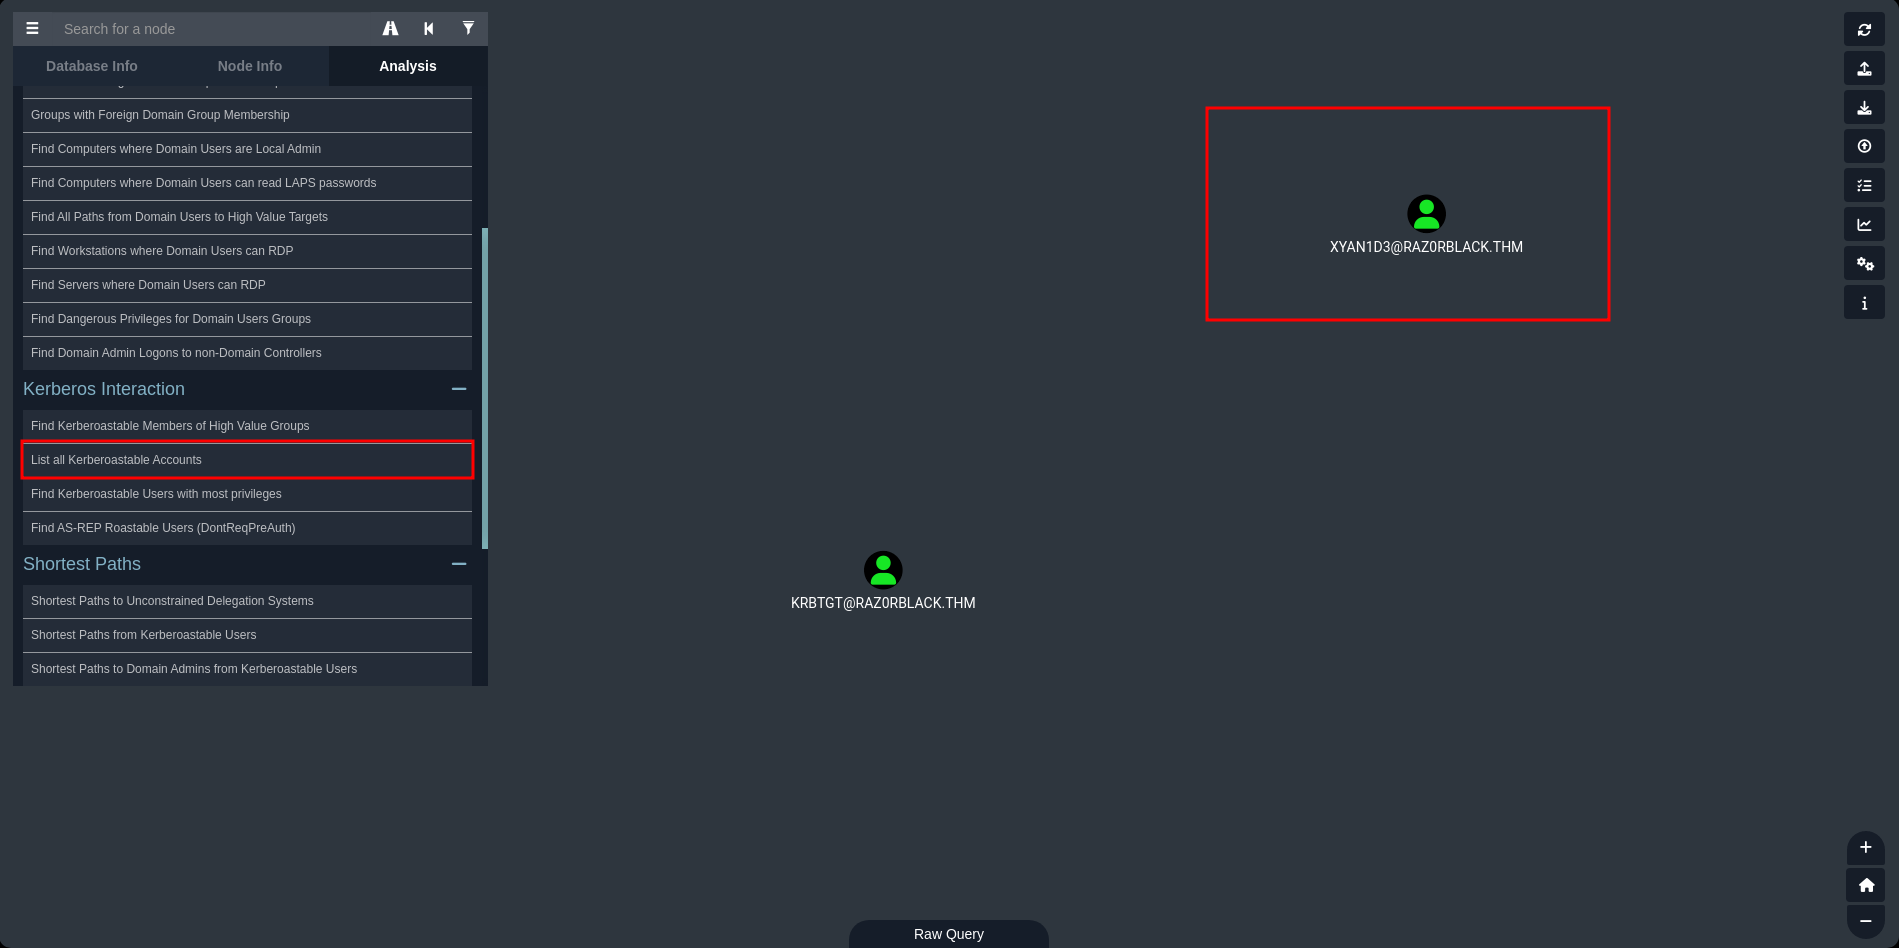 Search for a node
Database Info
Node Info
Analysis
Groups with Foreign Domain Group Membership
Find Computers where Domain Users are Local Admin
Find Computers where Domain Users can read LAPS passwords
Find All Paths from Domain Users to High Value Targets
Find Workstations where Domain Users can RDP
Find Servers where Domain Users can RDP
Find Dangerous Privileges for Domain Users Groups
Find Domain Admin Logons to non-Domain Controllers
Kerberos Interaction
Find Kerberoastable Members of High Value Groups
List all Kerberoastable Accounts
Find Kerberoastable Users with most privileges
Find AS-REP Roastable Users (DontReqPreAuth)
Shortest Paths
Shortest Paths to Unconstrained Delegation Systems
Shortest Paths from Kerberoastable Users
Shortest Paths to Domain Admins from Kerberoastable Users
XYAN1D3@RAZ0RBLACK.THM
KRBTGT@RAZ0RBLACK.THM
Raw Query